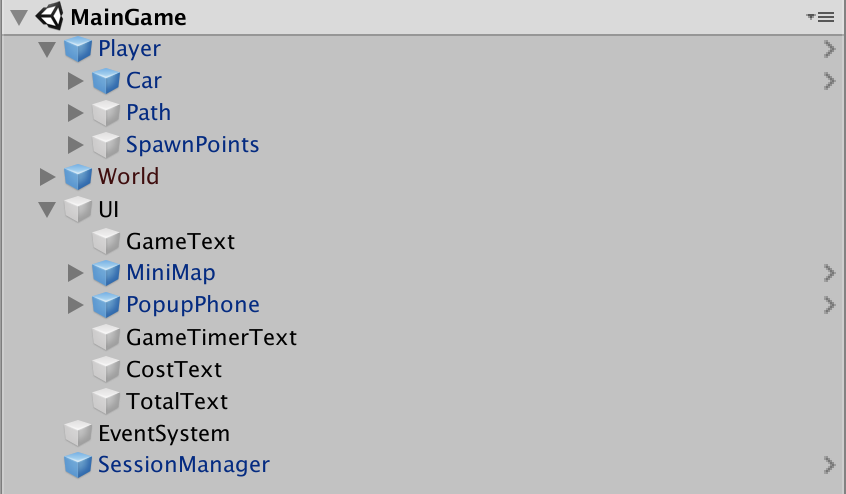 MainGame
Player
Car
Path
SpawnPoints
World
UI
GameText
MiniMap
PopupPhone
GameTimerText
CostText
TotalText
EventSystem
SessionManager